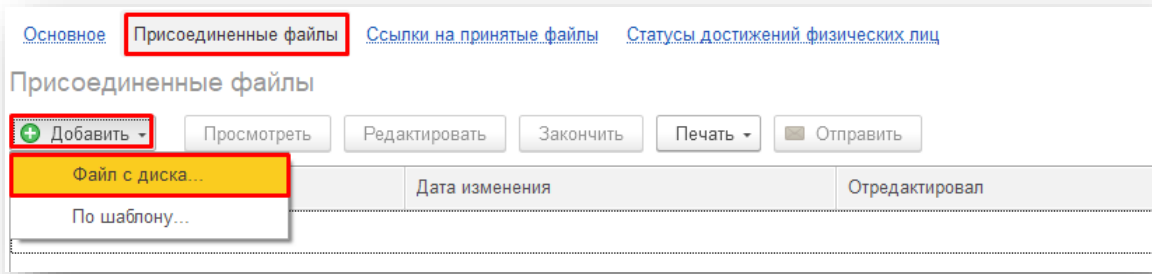 Основное Присоединенные файлы Ссылки на принятые файлы Статусы достижений физических лиц
Присоединенные файлы
Добавить Просмотреть Редактировать Закончить Печать Отправить
Файл с диска... Дата изменения Отредактировал
По шаблону...